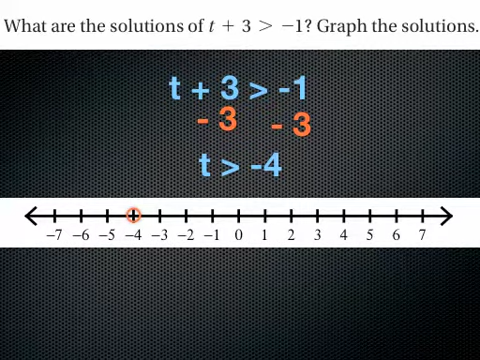 What are the solutions of t + 3 > −1? Graph the solutions.
t + 3 > -1
- 3 - 3
t > -4
−7 −6 −5 −4 −3 −2 −1 0 1 2 3 4 5 6 7